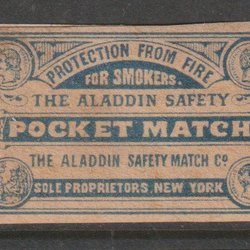 PROTECTION FROM FIRE
FOR SMOKERS.
THE ALADDIN SAFETY
POCKET MATCH
THE ALADDIN SAFETY MATCH Cº
SOLE PROPRIETORS, NEW YORK